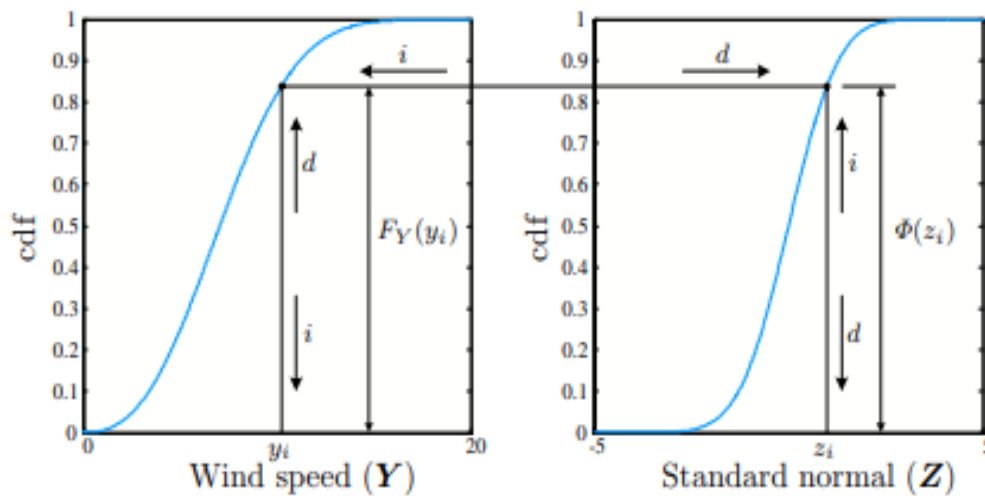 1
0.9
0.8
0.7
0.6
0.5
0.4
0.3
0.2
0.1
0
cdf
i
d
F_Y(y_i)
i
0
y_i
20
Wind speed (Y)
1
0.9
0.8
0.7
0.6
0.5
0.4
0.3
0.2
0.1
0
cdf
d
i
Φ(z_i)
d
-5
z_i
Standard normal (Z)